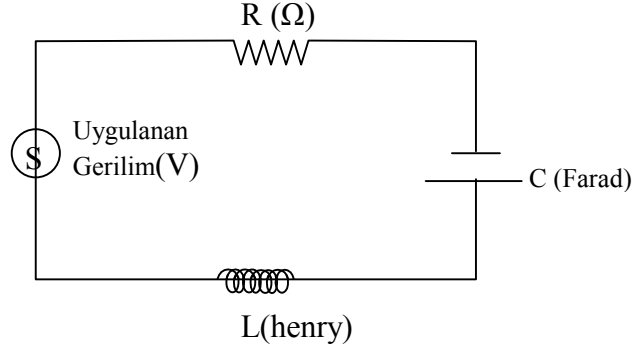 R (Ω)
Uygulanan
S
Gerilim(V)
C (Farad)
L(henry)